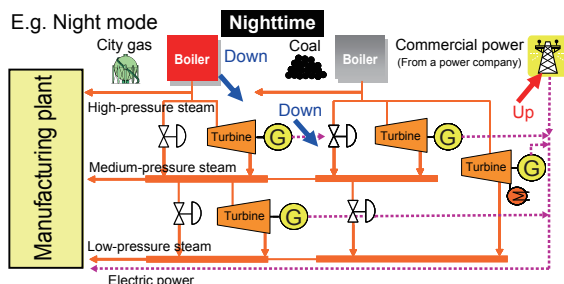 E.g. Night mode
Nighttime
City gas
Boiler
Down
Coal
Boiler
Commercial power
(From a power company)
Up
Manufacturing plant
High-pressure steam
Down
Turbine
G
Turbine
G
Medium-pressure steam
Turbine
G
Turbine
G
Low-pressure steam
Electric power